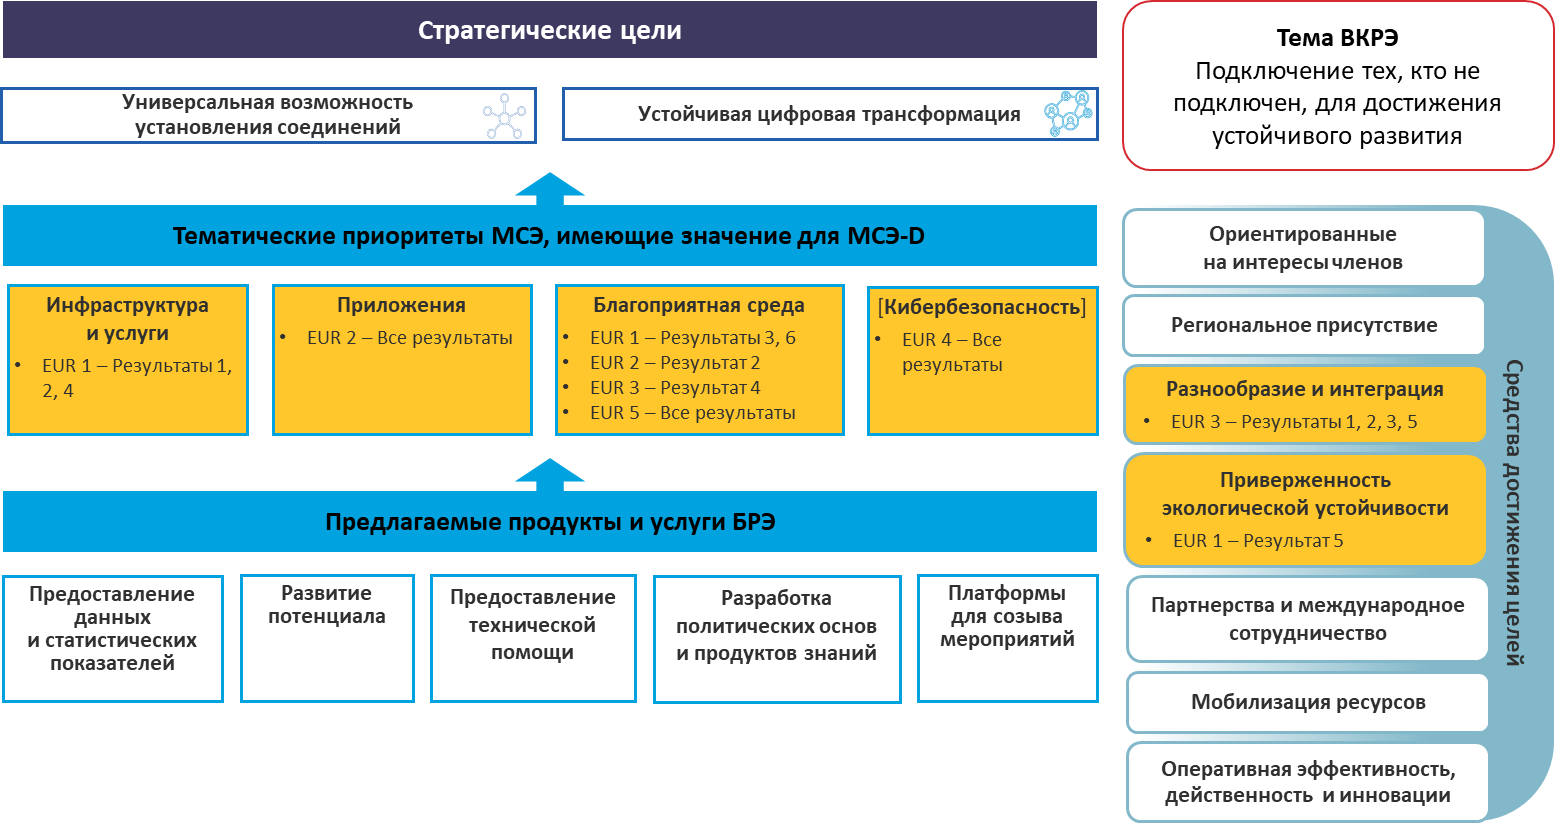 Стратегические цели
Универсальная возможность
установления соединений
Устойчивая цифровая трансформация
Тематические приоритеты МСЭ, имеющие значение для МСЭ-D
Инфраструктура
и услуги
• EUR 1 – Результаты 1,
2, 4
Приложения
• EUR 2 – Все результаты
Благоприятная среда
• EUR 1 – Результаты 3, 6
• EUR 2 – Результат 2
• EUR 3 – Результат 4
• EUR 5 – Все результаты
[Кибербезопасность]
• EUR 4 – Все
результаты
Предлагаемые продукты и услуги БРЭ
Предоставление
данных
и статистических
показателей
Развитие
потенциала
Предоставление
технической
помощи
Разработка
политических основ
и продуктов знаний
Платформы
для созыва
мероприятий
Тема ВКРЭ
Подключение тех, кто не
подключен, для достижения
устойчивого развития
Ориентированные
на интересы членов
Региональное присутствие
Разнообразие и интеграция
• EUR 3 – Результаты 1, 2, 3, 5
Приверженность
экологической устойчивости
• EUR 1 – Результат 5
Партнерства и международное
сотрудничество
Мобилизация ресурсов
Оперативная эффективность,
действенность и инновации
Средства достижения целей